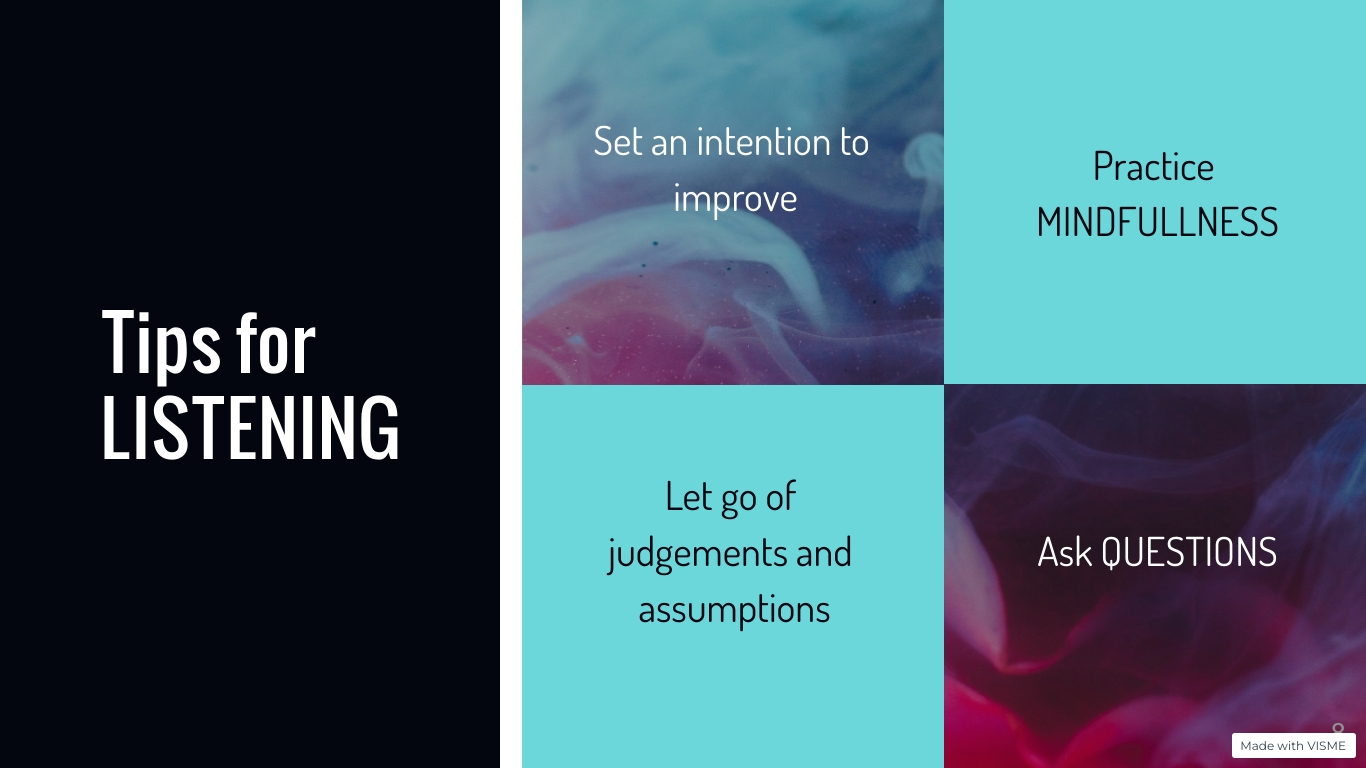 Tips for
LISTENING
Set an intention to
improve
Practice
MINDFULLNESS
Let go of
judgements and
assumptions
Ask QUESTIONS
Made with VISME